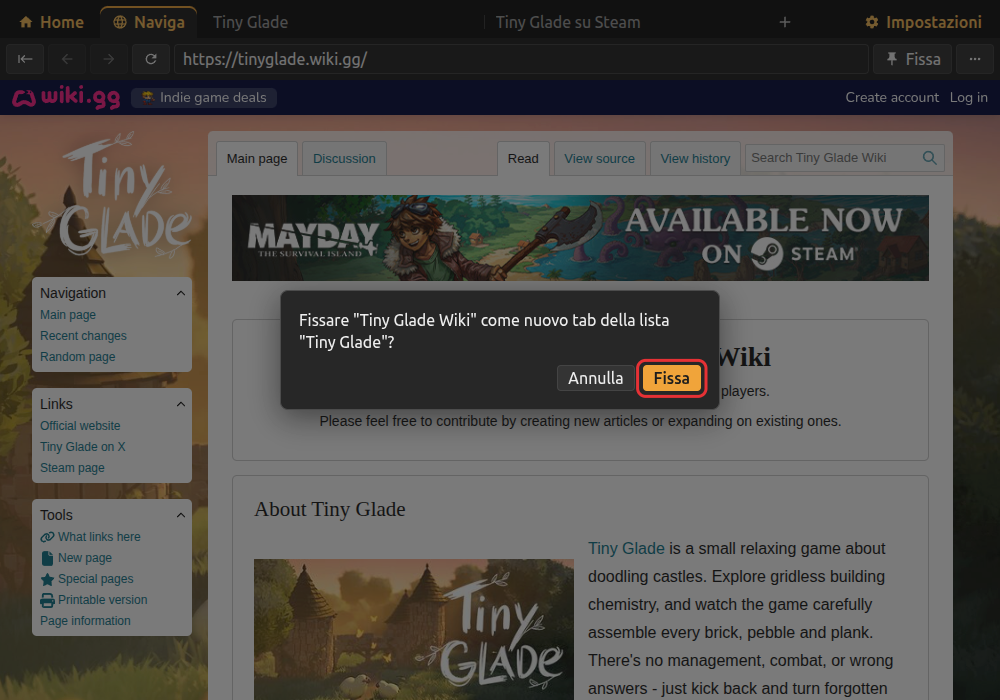 Home
Naviga
Tiny Glade
Tiny Glade su Steam
Impostazioni
https://tinyglade.wiki.gg/
Fissa
wiki.gg
Indie game deals
Create account
Log in
Tiny
Glade
Main page
Discussion
Read
View source
View history
Search Tiny Glade Wiki
MAYDAY
THE SURVIVAL ISLAND
AVAILABLE NOW
ON STEAM
Navigation
Main page
Recent changes
Random page
Links
Official website
Tiny Glade on X
Steam page
Tools
What links here
New page
Special pages
Printable version
Page information
Fissare "Tiny Glade Wiki" come nuovo tab della lista
"Tiny Glade"?
Annulla
Fissa
Wiki
players.
Please feel free to contribute by creating new articles or expanding on existing ones.
About Tiny Glade
Tiny
Glade
Tiny Glade is a small relaxing game about
doodling castles. Explore gridless building
chemistry, and watch the game carefully
assemble every brick, pebble and plank.
There's no management, combat, or wrong
answers - just kick back and turn forgotten